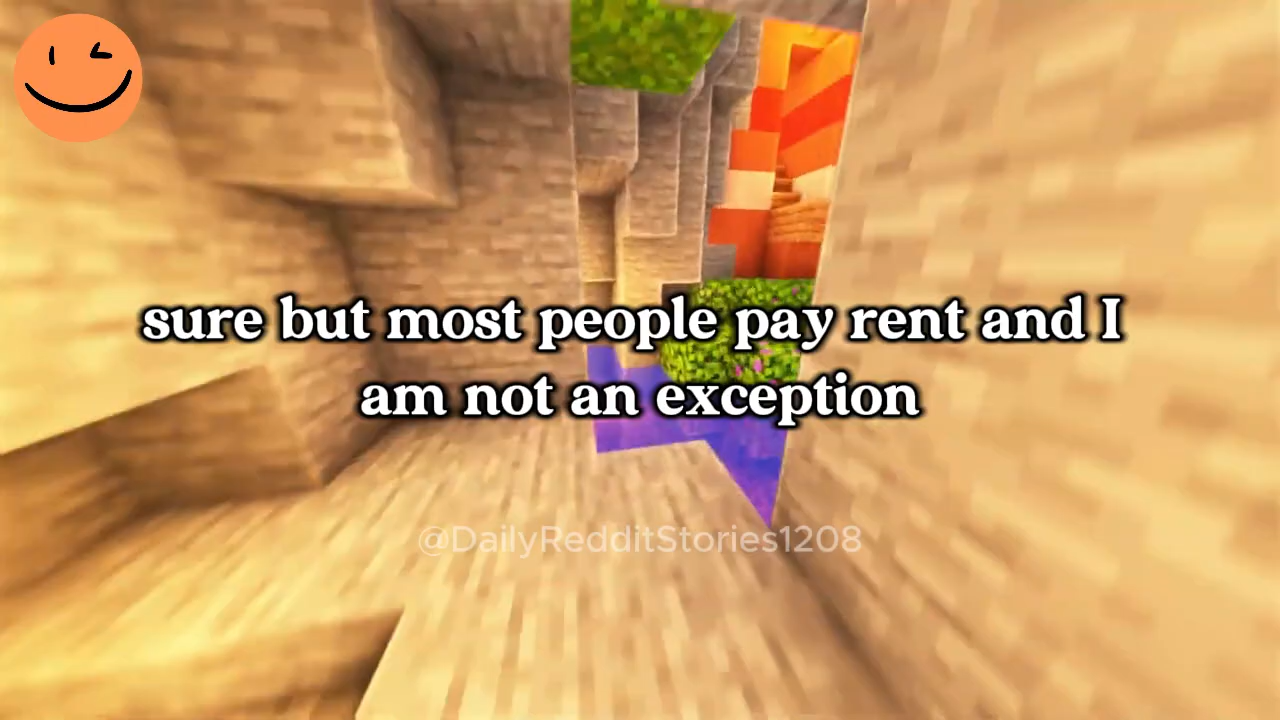 sure but most people pay rent and I
am not an exception
@DailyRedditStories1208